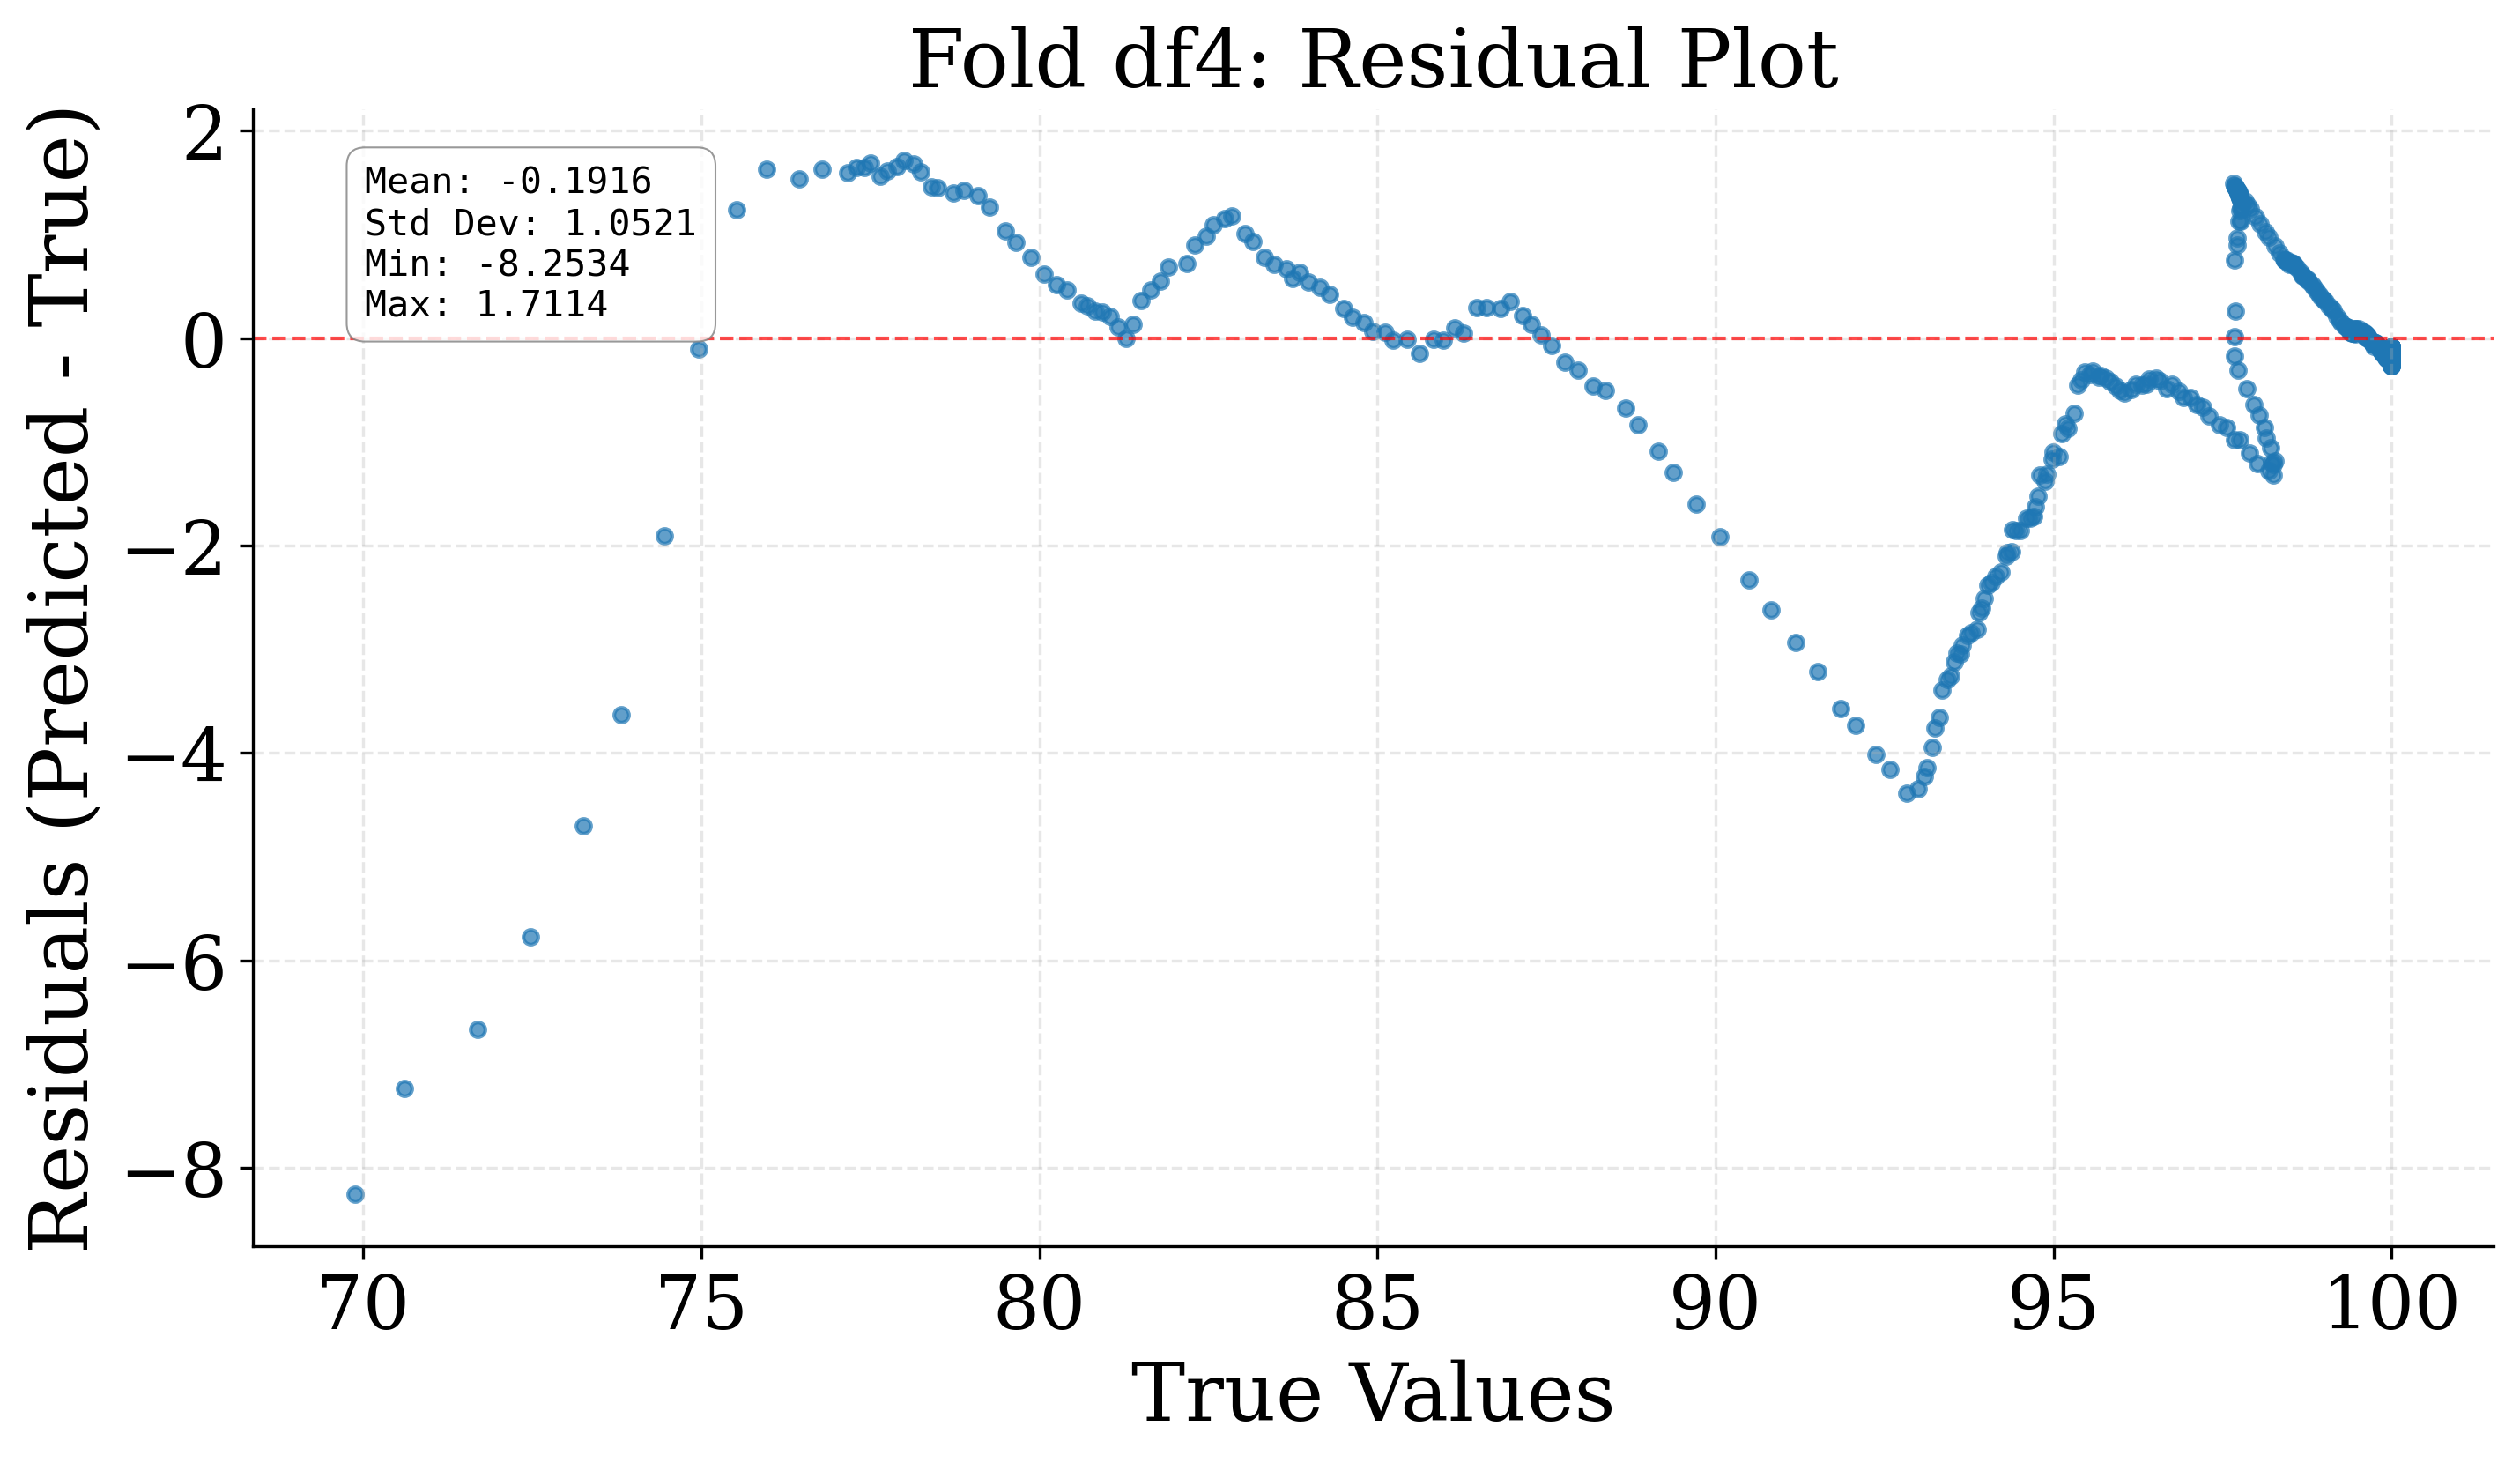 Fold df4: Residual Plot
Residuals (Predicted - True)
2
0
−2
−4
−6
−8
Mean: -0.1916
Std Dev: 1.0521
Min: -8.2534
Max: 1.7114
70 75 80 85 90 95 100
True Values